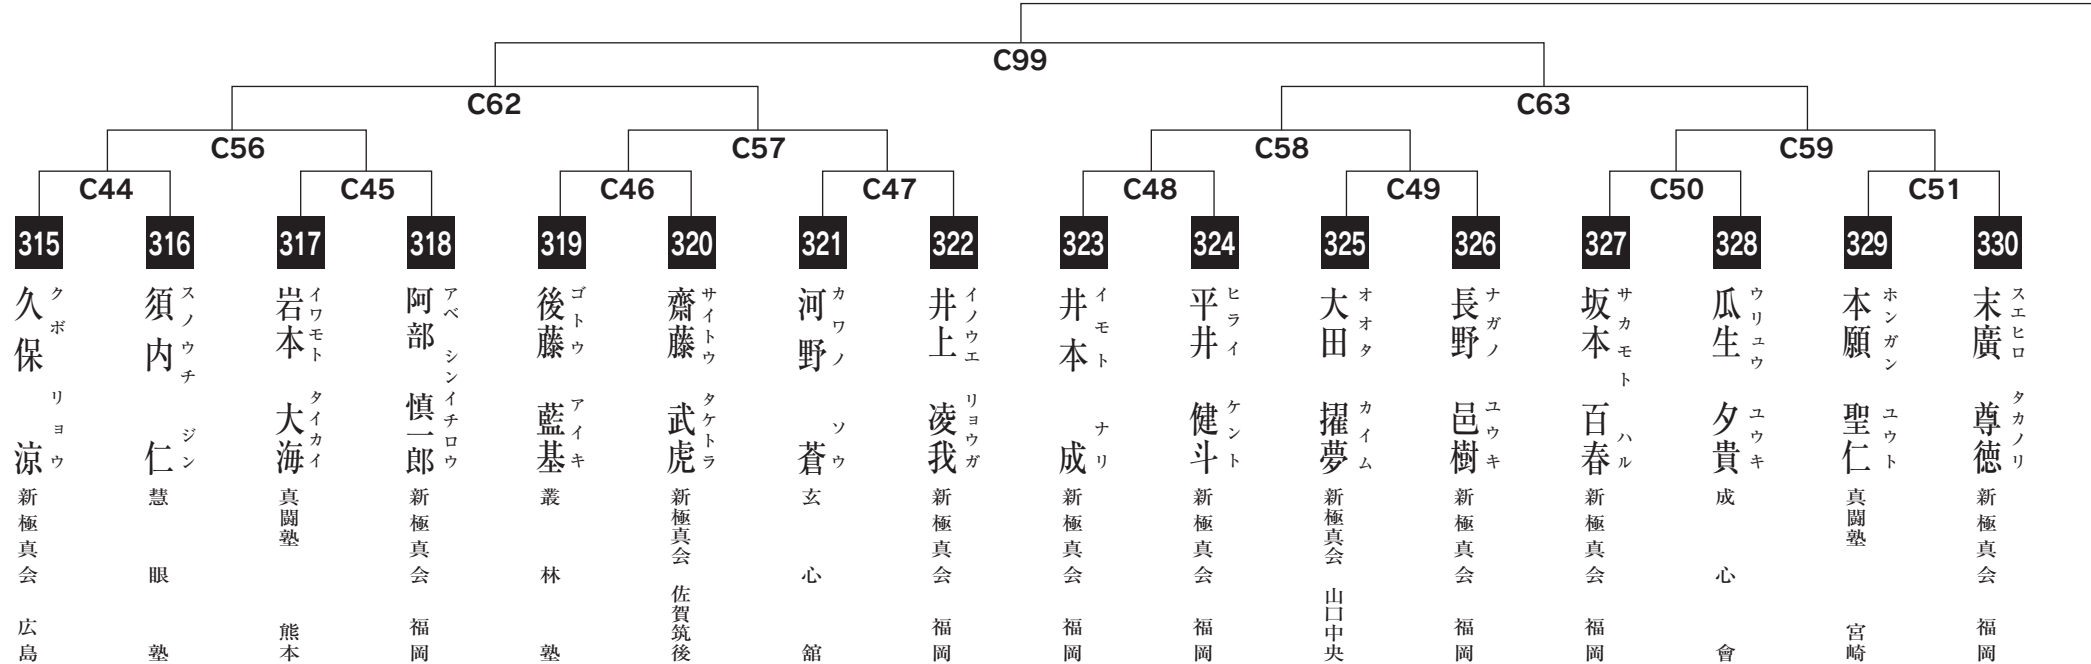 C99
C62
C63
C56
C57
C58
C59
C44
C45
C46
C47
C48
C49
C50
C51
315
316
317
318
319
320
321
322
323
324
325
326
327
328
329
330
久保 涼
クボ リョウ
新極真会 広島
須内 仁
スノウチ ジン
慧眼塾
岩本 大海
イワモト タイカイ
真闘塾 熊本
阿部 慎一郎
アベ シンイチロウ
新極真会 福岡
後藤 藍基
ゴトウ アイキ
叢林塾
齋藤 武虎
サイトウ タケトラ
新極真会 佐賀筑後
河野 蒼
カワノ ソウ
玄心舘
井上 凌我
イノウエ リョウガ
新極真会 福岡
井本 成
イモト ナリ
新極真会 福岡
平井 健斗
ヒライ ケント
新極真会 福岡
大田 擢夢
オオタ カイム
新極真会 山口中央
長野 邑樹
ナガノ ユウキ
新極真会 福岡
坂本 百春
サカモト ハル
新極真会 福岡
瓜生 夕貴
ウリュウ ユウキ
成心會
本願 聖仁
ホンガン ユウト
真闘塾 宮崎
末廣 尊徳
スエヒロ タカノリ
新極真会 福岡